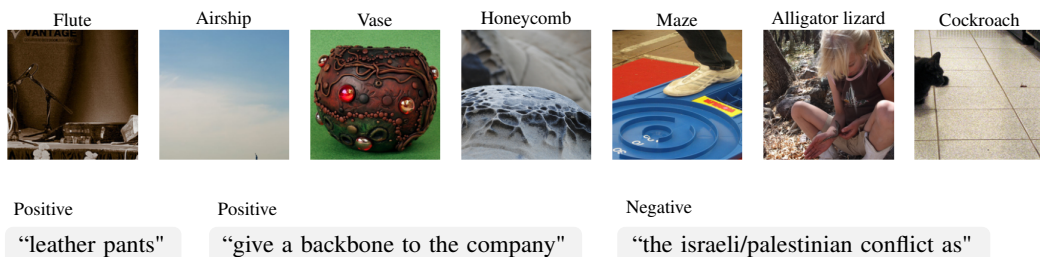 Flute Airship Vase Honeycomb Maze Alligator lizard Cockroach
VANTAGE
Positive Positive Negative
“leather pants" “give a backbone to the company" “the israeli/palestinian conflict as"